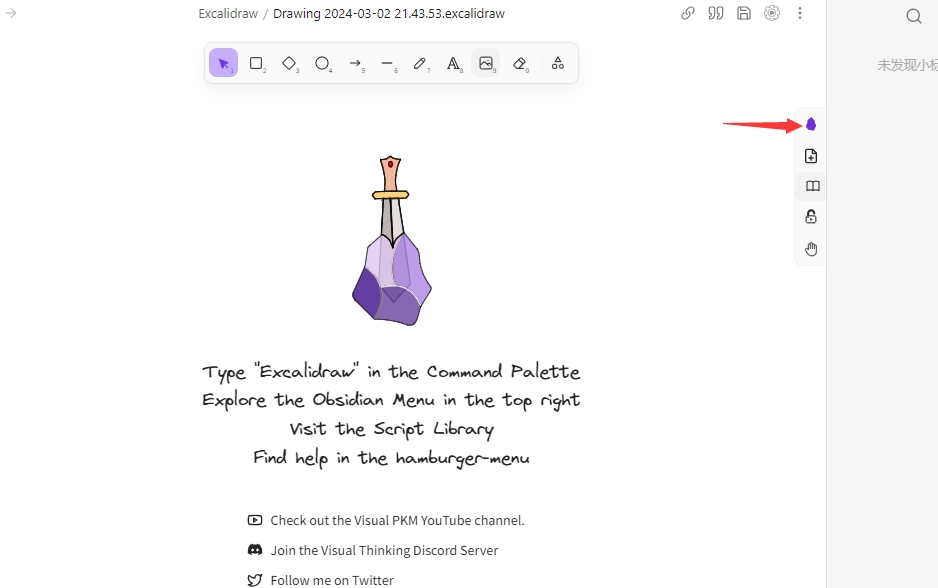 Excalidraw / Drawing 2024-03-02 21.43.53.excalidraw
1 2 3 4 5 6 7 8 9 0
未发现小标
Type "Excalidraw" in the Command Palette
Explore the Obsidian Menu in the top right
Visit the Script Library
Find help in the hamburger-menu
Check out the Visual PKM YouTube channel.
Join the Visual Thinking Discord Server
Follow me on Twitter